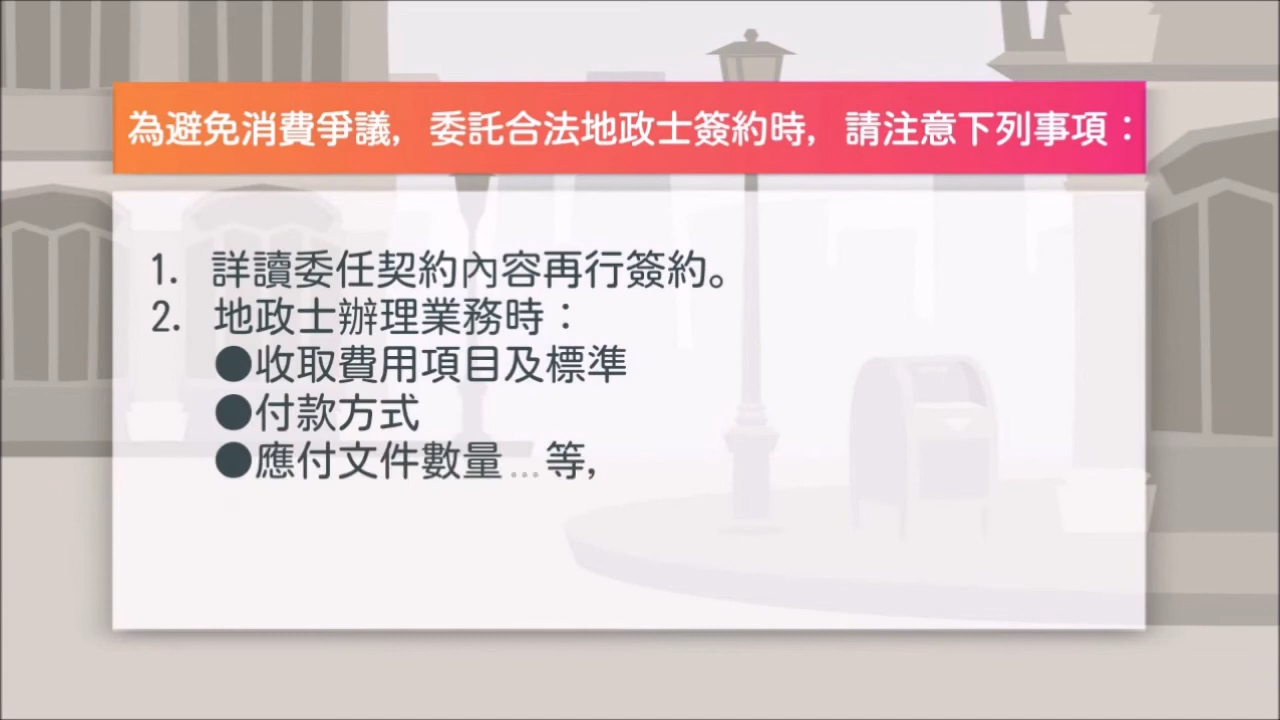 為避免消費爭議, 委託合法地政士簽約時, 請注意下列事項：
1. 詳讀委任契約內容再行簽約。
2. 地政士辦理業務時：
●收取費用項目及標準
●付款方式
●應付文件數量...等,